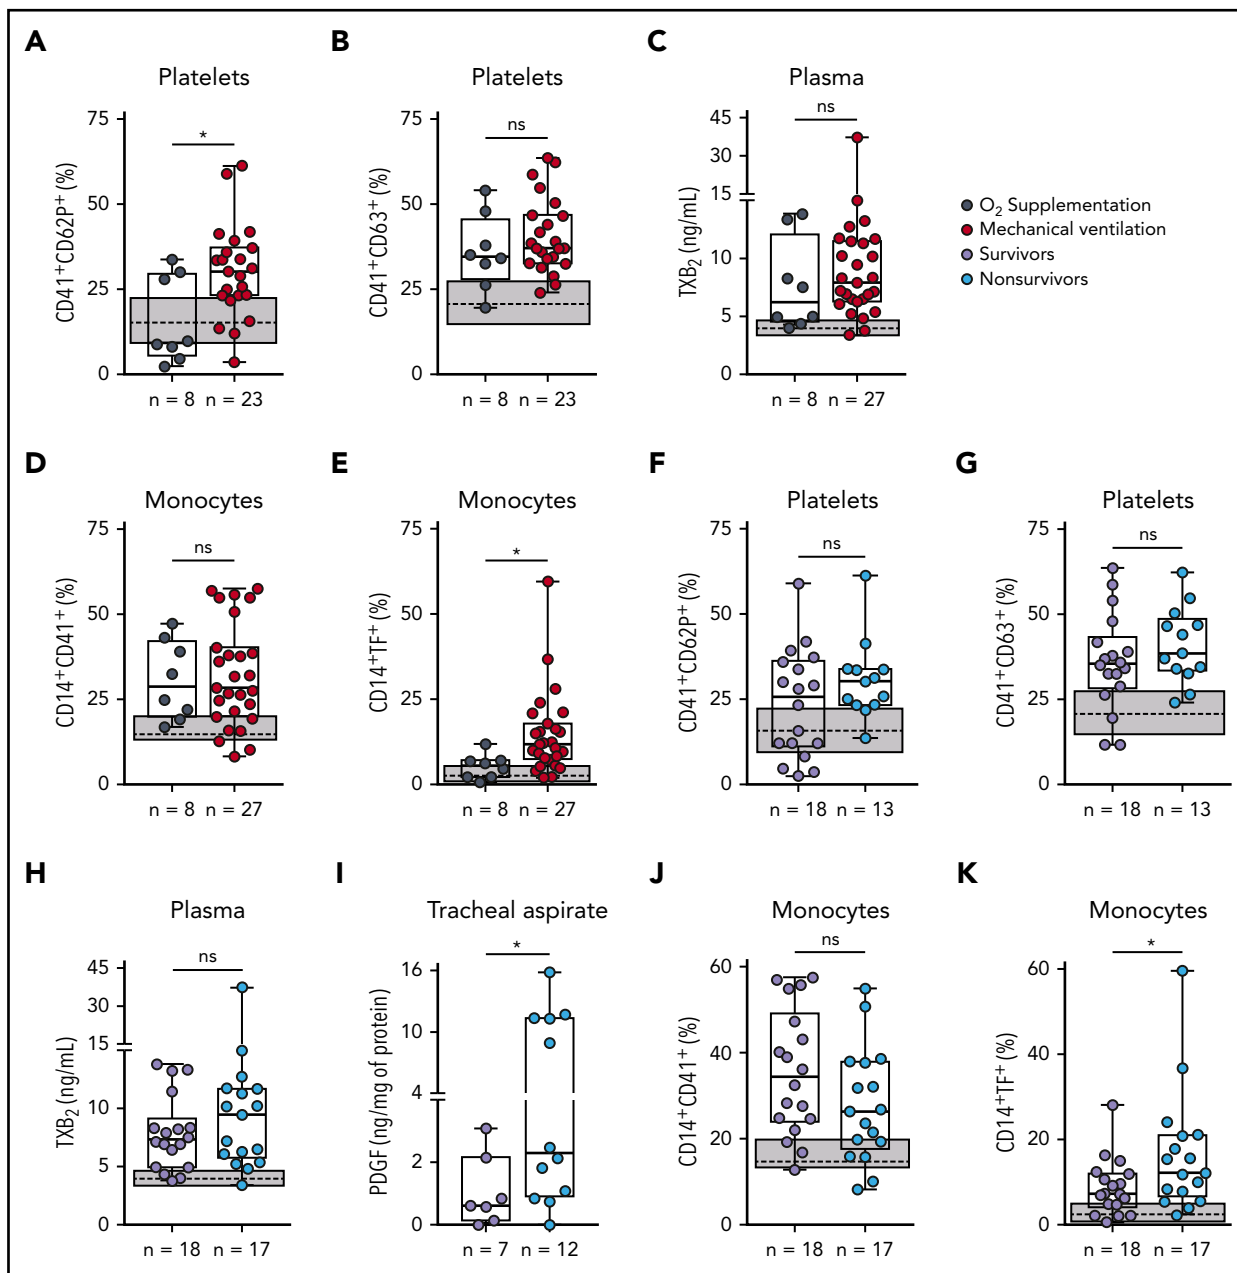 A
Platelets
CD41⁺CD62P⁺ (%)
75
50
25
0
*
n = 8 n = 23
B
Platelets
CD41⁺CD63⁺ (%)
75
50
25
0
ns
n = 8 n = 23
C
Plasma
TXB₂ (ng/mL)
45
30
15
10
5
0
ns
n = 8 n = 27
O₂ Supplementation
Mechanical ventilation
Survivors
Nonsurvivors
D
Monocytes
CD14⁺CD41⁺ (%)
75
50
25
0
ns
n = 8 n = 27
E
Monocytes
CD14⁺TF⁺ (%)
75
50
25
0
*
n = 8 n = 27
F
Platelets
CD41⁺CD62P⁺ (%)
75
50
25
0
ns
n = 18 n = 13
G
Platelets
CD41⁺CD63⁺ (%)
75
50
25
0
ns
n = 18 n = 13
H
Plasma
TXB₂ (ng/mL)
45
30
15
10
5
0
ns
n = 18 n = 17
I
Tracheal aspirate
PDGF (ng/mg of protein)
16
10
4
2
0
*
n = 7 n = 12
J
Monocytes
CD14⁺CD41⁺ (%)
60
40
20
0
ns
n = 18 n = 17
K
Monocytes
CD14⁺TF⁺ (%)
60
40
20
0
*
n = 18 n = 17